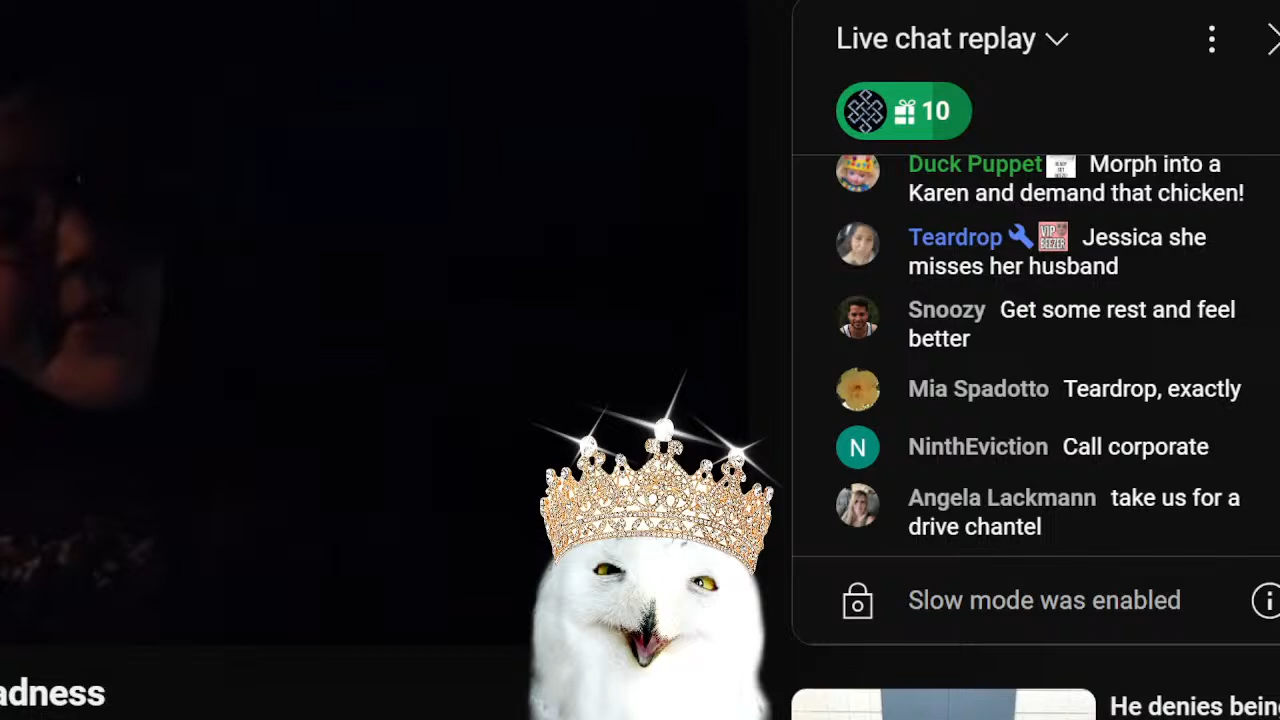 Live chat replay
10
Duck Puppet Morph into a
Karen and demand that chicken!
Teardrop VIP BEEZER Jessica she
misses her husband
Snoozy Get some rest and feel
better
Mia Spadotto Teardrop, exactly
N NinthEviction Call corporate
Angela Lackmann take us for a
drive chantel
Slow mode was enabled
adness
He denies bein